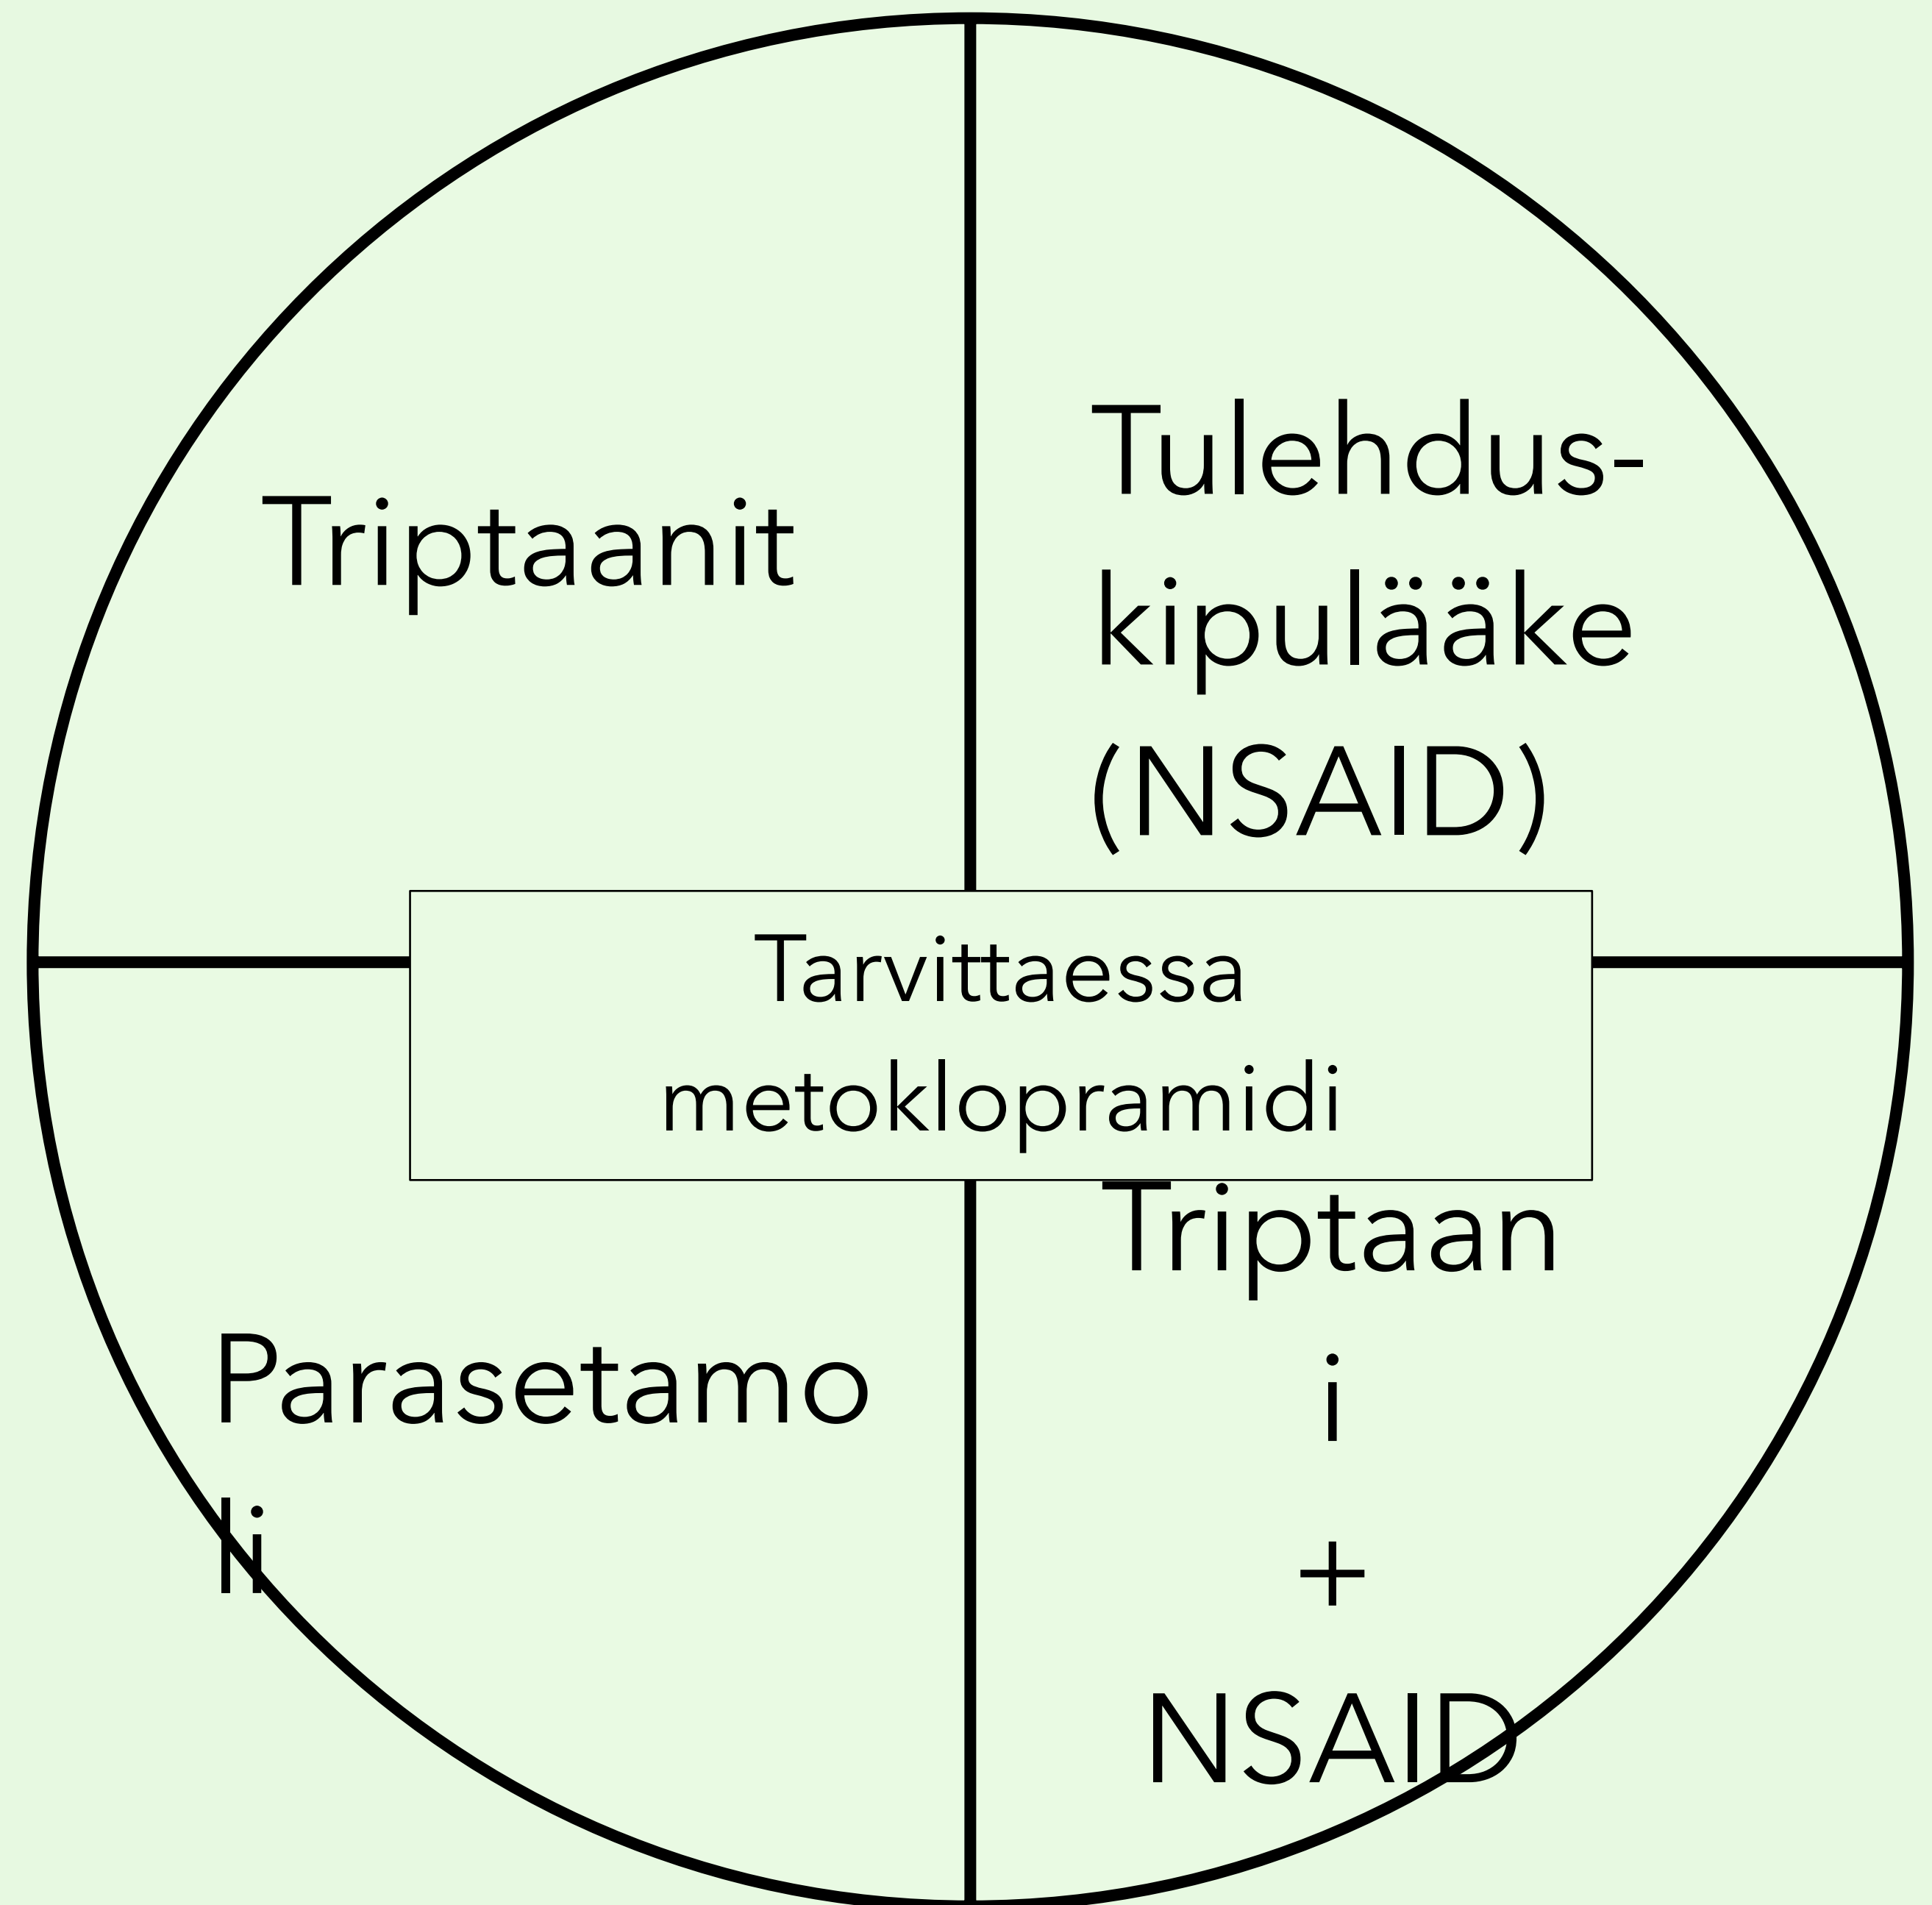 Triptaanit
Tulehdus-
kipulääke
(NSAID)
Tarvittaessa
metoklopramidi
Parasetamo
li
Triptaan
i
+
NSAID